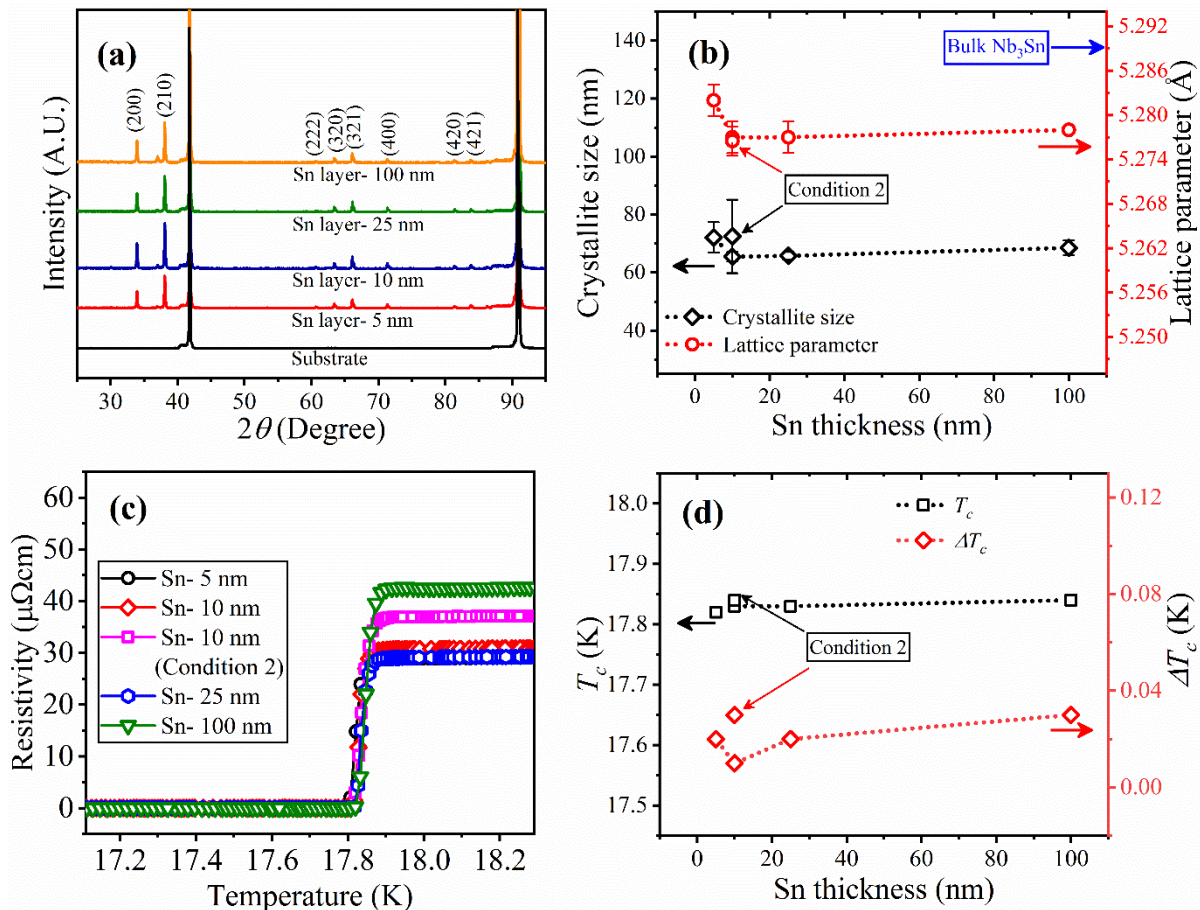 (a)
Intensity (A.U.)
(200)
(210)
(222)
(320)
(321)
(400)
(420)
(421)
Sn layer- 100 nm
Sn layer- 25 nm
Sn layer- 10 nm
Sn layer- 5 nm
Substrate
30 40 50 60 70 80 90
2θ (Degree)
(b)
Crystallite size (nm)
140
120
100
80
60
40
Bulk Nb₃Sn
Condition 2
Crystallite size
Lattice parameter
5.292
5.286
5.280
5.276
5.268
5.262
5.256
5.250
Lattice parameter (Å)
0 20 40 60 80 100
Sn thickness (nm)
(c)
Resistivity (μΩcm)
60
50
40
30
20
10
0
Sn- 5 nm
Sn- 10 nm
Sn- 10 nm
(Condition 2)
Sn- 25 nm
Sn- 100 nm
17.2 17.4 17.6 17.8 18.0 18.2
Temperature (K)
(d)
T_c (K)
18.0
17.9
17.8
17.7
17.6
17.5
T_c
ΔT_c
Condition 2
0.12
0.08
0.04
0.00
ΔT_c (K)
0 20 40 60 80 100
Sn thickness (nm)